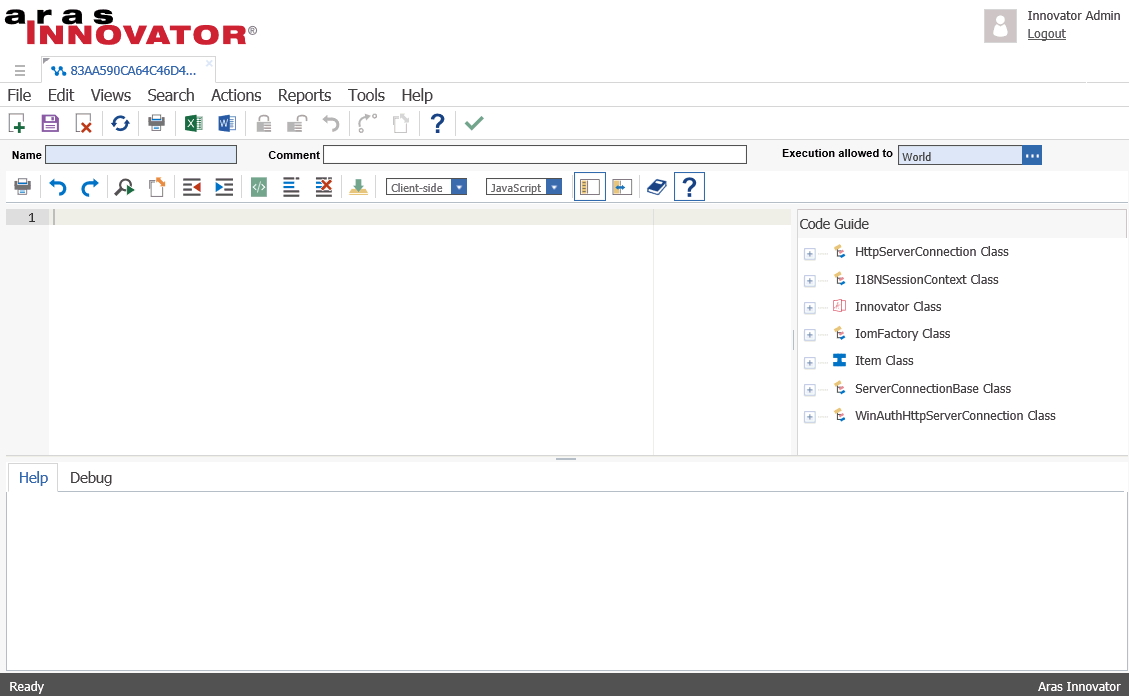 aras
INNOVATOR®
Innovator Admin
Logout
83AA590CA64C46D4...
File Edit Views Search Actions Reports Tools Help
Name
Comment
Execution allowed to
World
Client-side
JavaScript
1
Code Guide
HttpServerConnection Class
I18NSessionContext Class
Innovator Class
IomFactory Class
Item Class
ServerConnectionBase Class
WinAuthHttpServerConnection Class
Help Debug
Ready
Aras Innovator